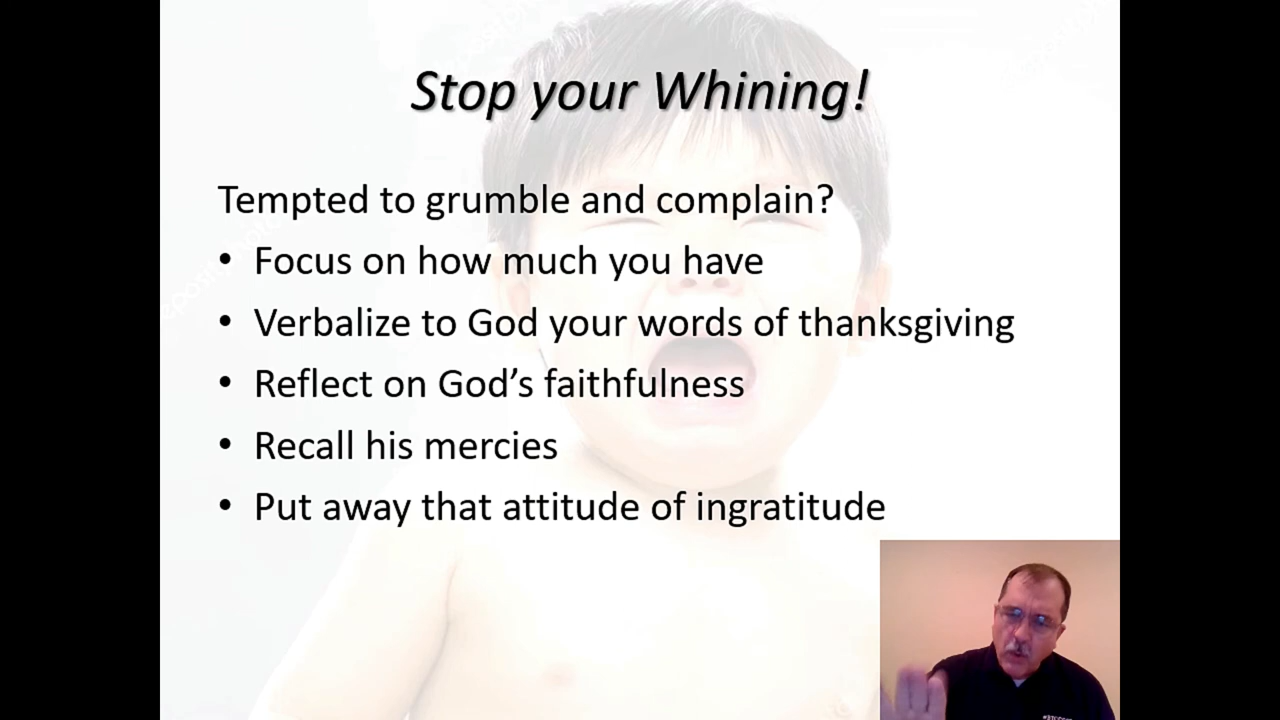 Stop your Whining!
Tempted to grumble and complain?
• Focus on how much you have
• Verbalize to God your words of thanksgiving
• Reflect on God’s faithfulness
• Recall his mercies
• Put away that attitude of ingratitude